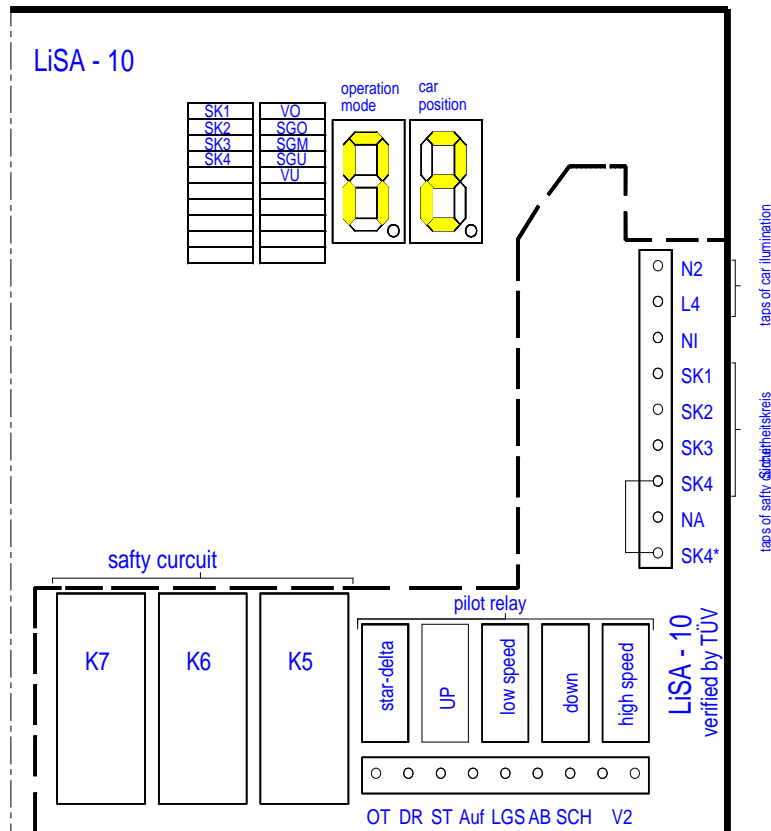 LiSA - 10
operation
mode
car
position
SK1 VO
SK2 SGO
SK3 SGM
SK4 SGU
VU
N2
L4
NI
SK1
SK2
SK3
SK4
NA
SK4*
taps of car ilumination
taps of safty
safty curcuit
K7 K6 K5
pilot relay
star-delta
UP
low speed
down
high speed
LiSA - 10
verified by TÜV
OT DR ST Auf LGS AB SCH V2